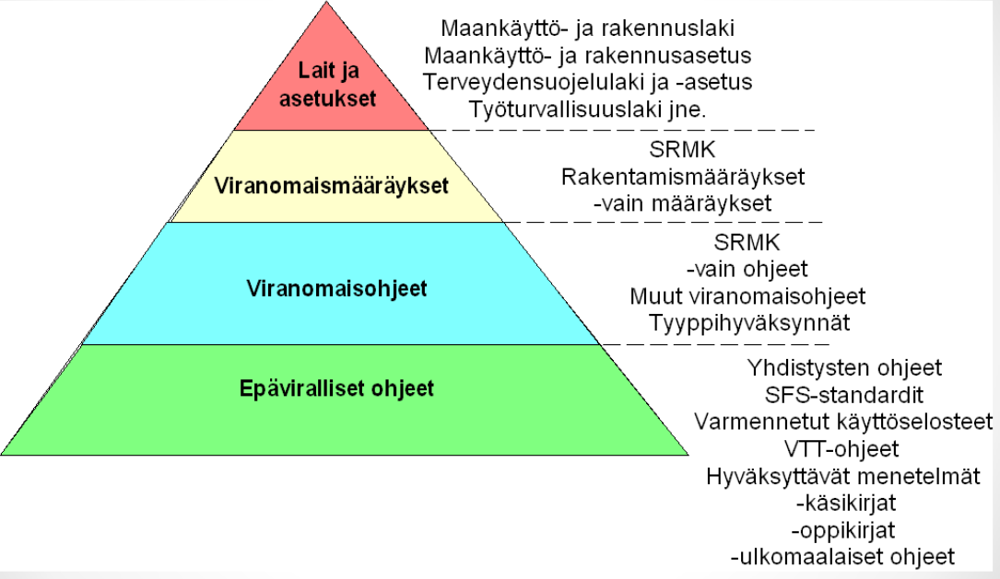 Lait ja
asetukset
Maankäyttö- ja rakennuslaki
Maankäyttö- ja rakennusasetus
Terveydensuojelulaki ja -asetus
Työturvallisuuslaki jne.
Viranomaismääräykset
SRMK
Rakentamismääräykset
-vain määräykset
Viranomaisohjeet
SRMK
-vain ohjeet
Muut viranomaisohjeet
Tyyppihyväksynnät
Epäviralliset ohjeet
Yhdistysten ohjeet
SFS-standardit
Varmennetut käyttöselosteet
VTT-ohjeet
Hyväksyttävät menetelmät
-käsikirjat
-oppikirjat
-ulkomaalaiset ohjeet